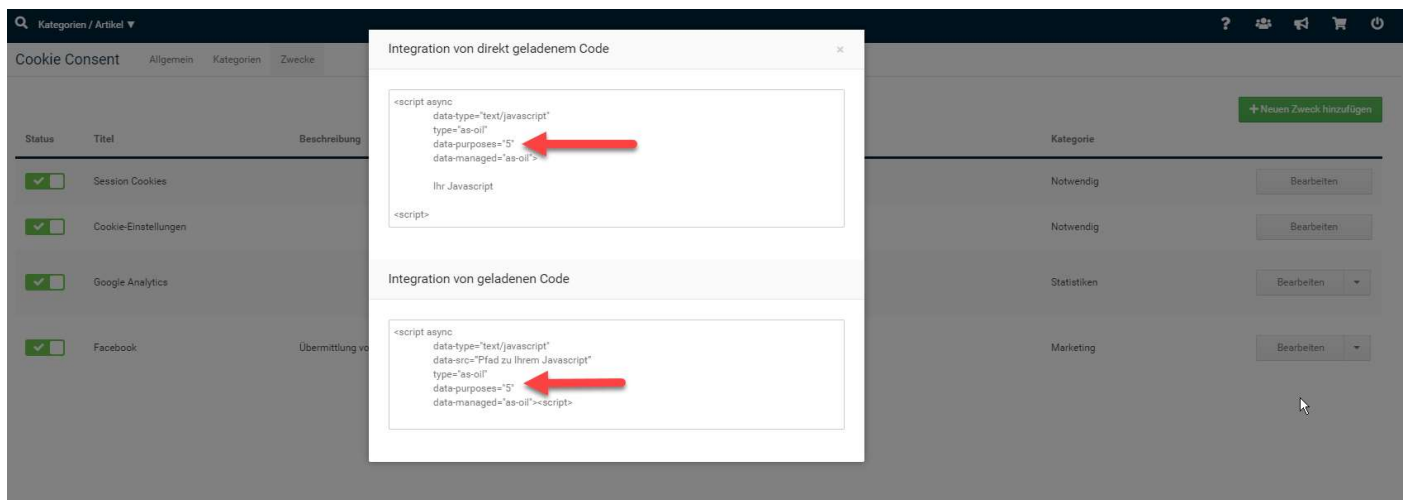 Kategorien / Artikel ▼
?
Cookie Consent Allgemein Kategorien Zwecke
+ Neuen Zweck hinzufügen
Status Titel Beschreibung Kategorie
Session Cookies Notwendig Bearbeiten
Cookie-Einstellungen Notwendig Bearbeiten
Google Analytics Statistiken Bearbeiten
Facebook Übermittlung vo Marketing Bearbeiten
Integration von direkt geladenem Code ×
<script async
data-type="text/javascript"
type="as-oil"
data-purposes="5"
data-managed="as-oil">
Ihr Javascript
<script>
Integration von geladenen Code
<script async
data-type="text/javascript"
data-src="Pfad zu Ihrem Javascript"
type="as-oil"
data-purposes="5"
data-managed="as-oil"><script>